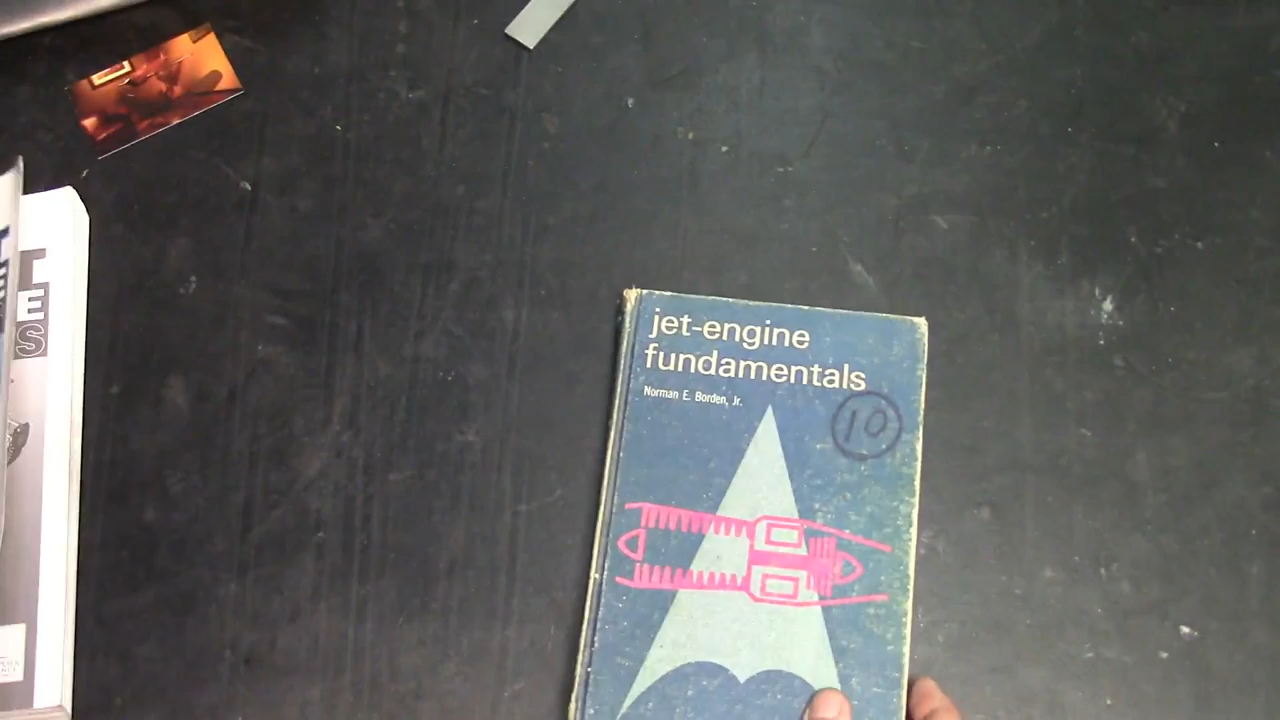 jet-engine
fundamentals
Norman E. Borden, Jr.
10
T
E
S